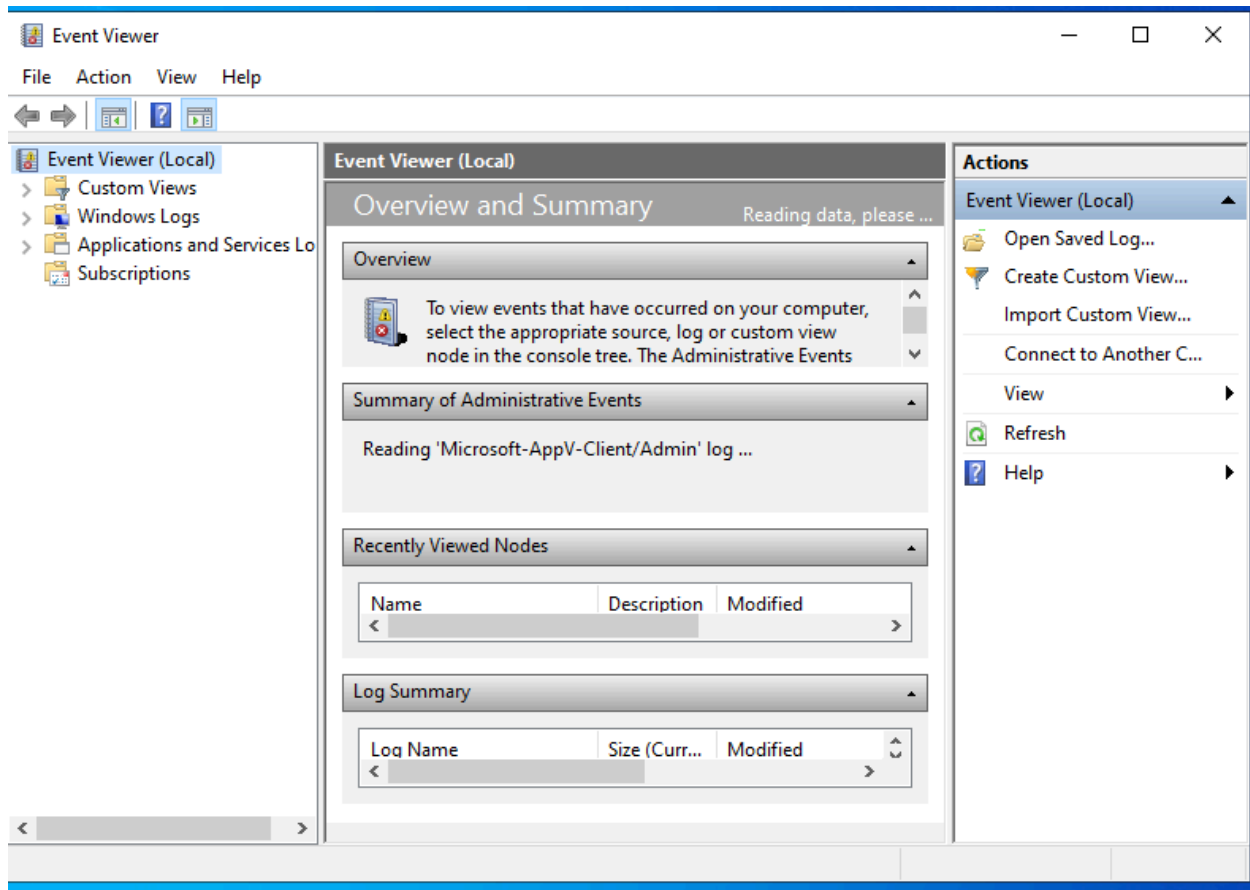 Event Viewer
File Action View Help
Event Viewer (Local)
Custom Views
Windows Logs
Applications and Services Lo
Subscriptions
Event Viewer (Local)
Overview and Summary
Reading data, please ...
Overview
To view events that have occurred on your computer,
select the appropriate source, log or custom view
node in the console tree. The Administrative Events
Summary of Administrative Events
Reading 'Microsoft-AppV-Client/Admin' log ...
Recently Viewed Nodes
Name Description Modified
Log Summary
Log Name Size (Curr... Modified
Actions
Event Viewer (Local)
Open Saved Log...
Create Custom View...
Import Custom View...
Connect to Another C...
View
Refresh
Help